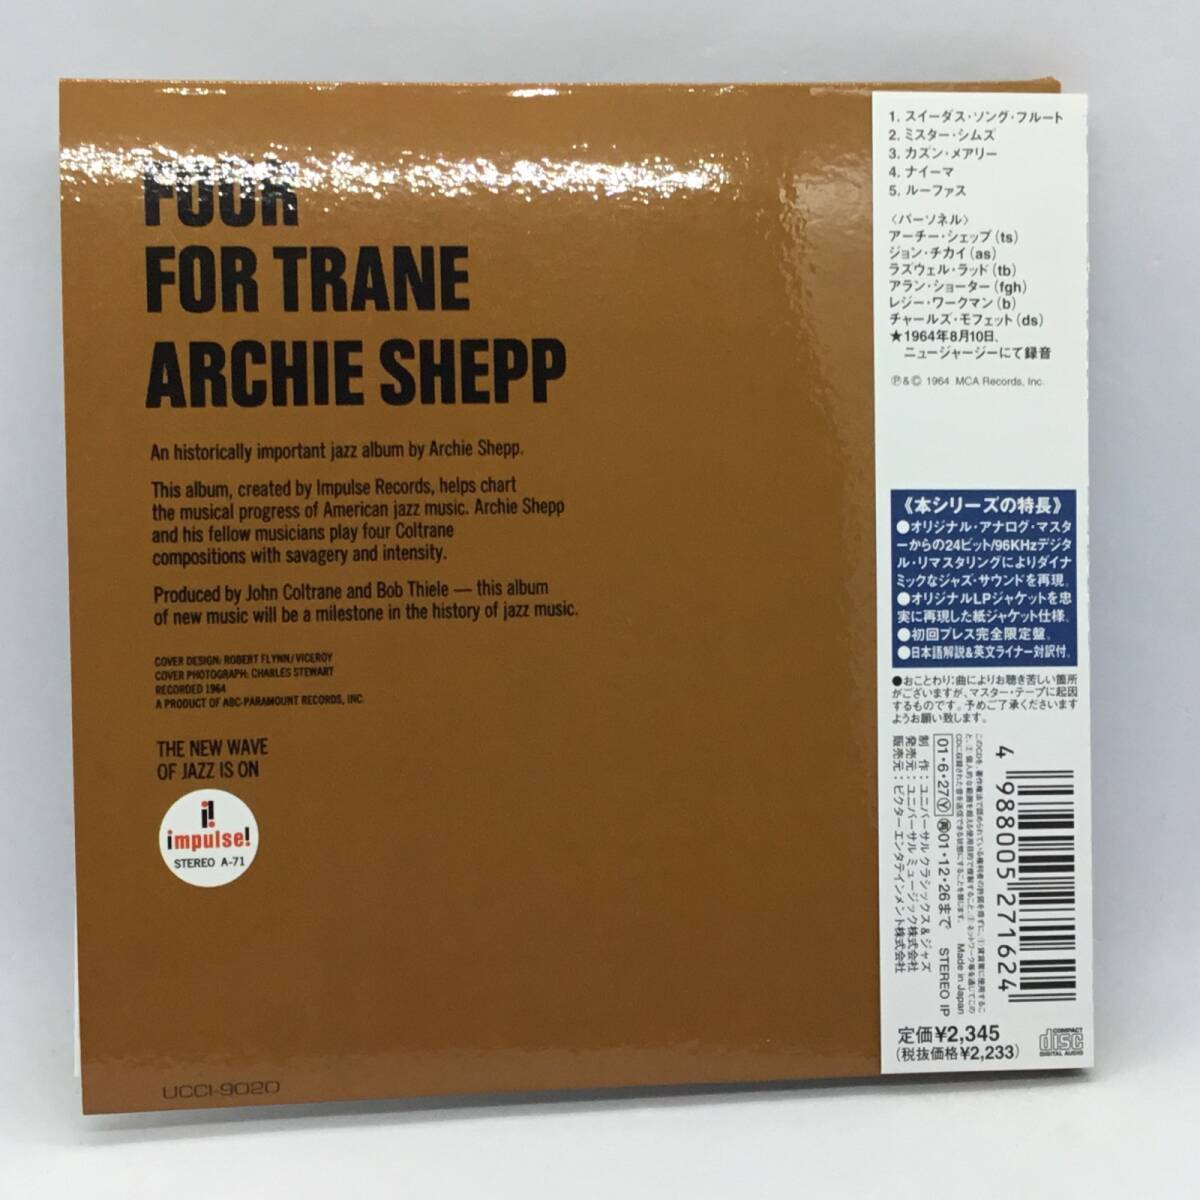 FOUR
FOR TRANE
ARCHIE SHEPP
An historically important jazz album by Archie Shepp.
This album, created by Impulse Records, helps chart
the musical progress of American jazz music. Archie Shepp
and his fellow musicians play four Coltrane
compositions with savagery and intensity.
Produced by John Coltrane and Bob Thiele — this album
of new music will be a milestone in the history of jazz music.
COVER DESIGN: ROBERT FLYNN/VICEROY
COVER PHOTOGRAPH: CHARLES STEWART
RECORDED 1964
A PRODUCT OF ABC-PARAMOUNT RECORDS, INC.
THE NEW WAVE
OF JAZZ IS ON
impulse!
STEREO A-71
UCCI-9020
1. スイーダス・ソング・フルート
2. ミスター・シムズ
3. カズン・メアリー
4. ナイーマ
5. ルーファス
〈パーソネル〉
アーチー・シェップ(ts)
ジョン・チカイ(as)
ラズウェル・ラッド(tb)
アラン・ショーター(fgh)
レジー・ワークマン(b)
チャールズ・モフェット(ds)
★1964年8月10日、
ニュージャージーにて録音
Ⓟ&Ⓒ 1964 MCA Records, Inc.
《本シリーズの特長》
●オリジナル・アナログ・マスタ
ーからの24ビット/96KHzデジタ
ル・リマスタリングによりダイナ
ミックなジャズ・サウンドを再現。
●オリジナルLPジャケットを忠
実に再現した紙ジャケット仕様。
●初回プレス完全限定盤。
●日本語解説&英文ライナー対訳付。
●おことわり:曲によりお聴き苦しい箇所
がございますが、マスター・テープに起因
するものです。予めご了承くださいます
ようお願い致します。
4 988005 271624
Made in Japan
01・6・27Ⓨ 再01・12・26まで STEREO IP
制 作:ユニバーサル クラシックス&ジャズ
発売元:ユニバーサル ミュージック株式会社
販売元:ビクターエンタテインメント株式会社
定価¥2,345
(税抜価格¥2,233)
COMPACT
disc
DIGITAL AUDIO